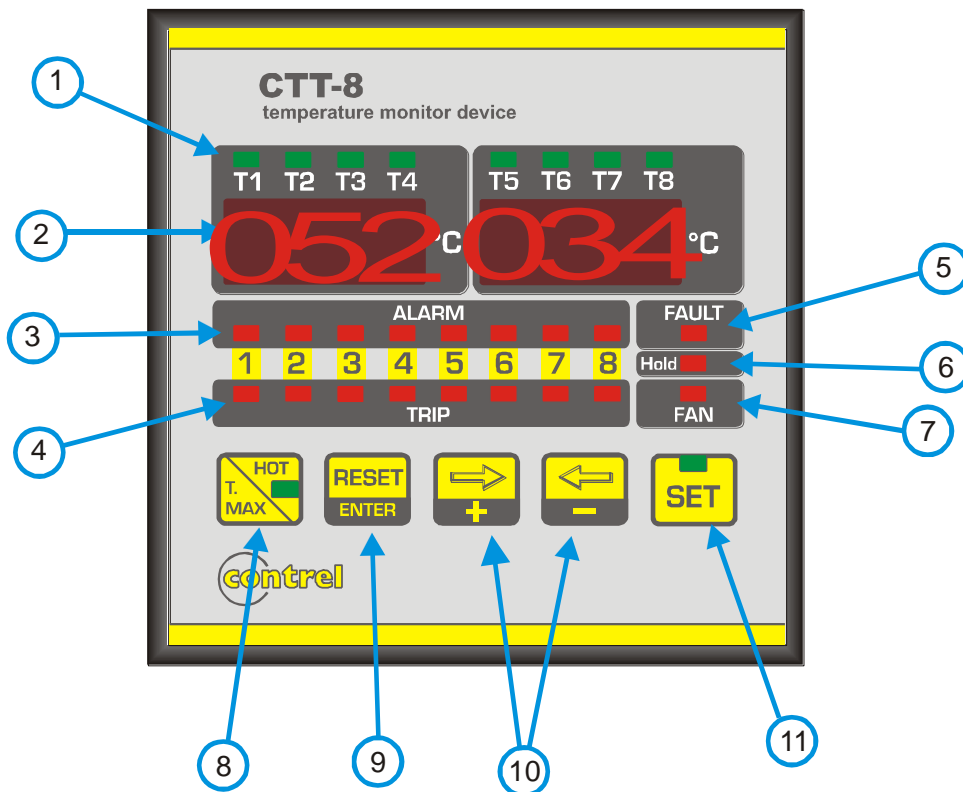 CTT-8
temperature monitor device
1
T1 T2 T3 T4 T5 T6 T7 T8
2
052 °C 034 °C
5
ALARM FAULT
3
1 2 3 4 5 6 7 8 Hold
6
TRIP FAN
4
7
HOT
T.
MAX
RESET
ENTER
+
-
SET
contrel
8
9
10
11